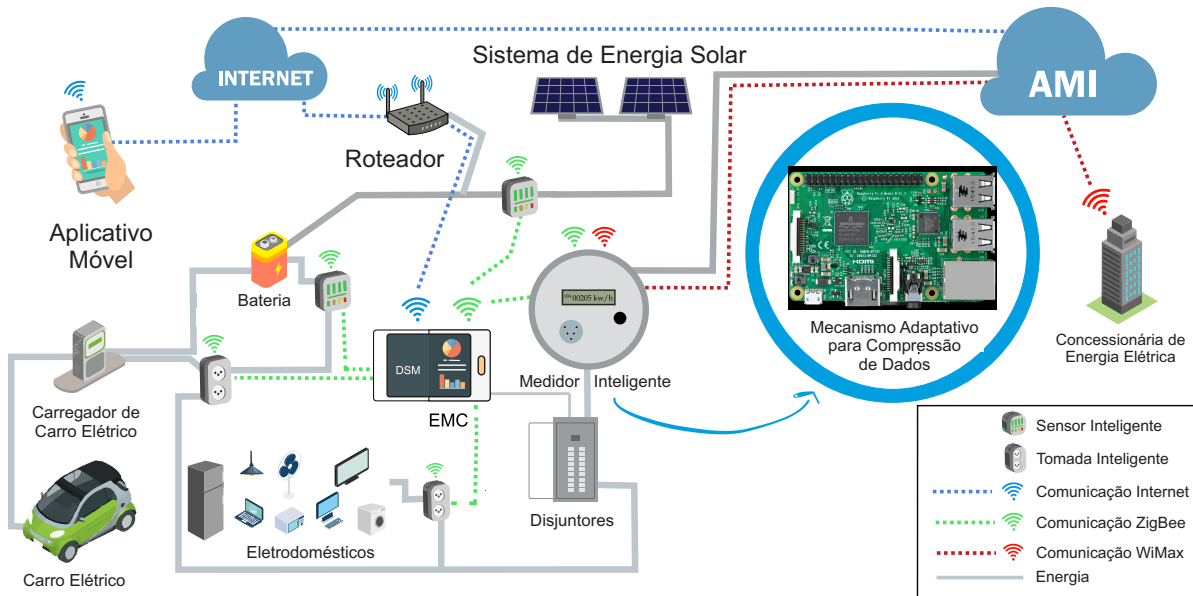 INTERNET
AMI
Sistema de Energia Solar
Roteador
Aplicativo
Móvel
Bateria
00205 kw/h
HDMI
Mecanismo Adaptativo
para Compressão
de Dados
Concessionária de
Energia Elétrica
DSM
EMC
Medidor Inteligente
Carregador de
Carro Elétrico
Disjuntores
Eletrodomésticos
Carro Elétrico
Sensor Inteligente
Tomada Inteligente
Comunicação Internet
Comunicação ZigBee
Comunicação WiMax
Energia